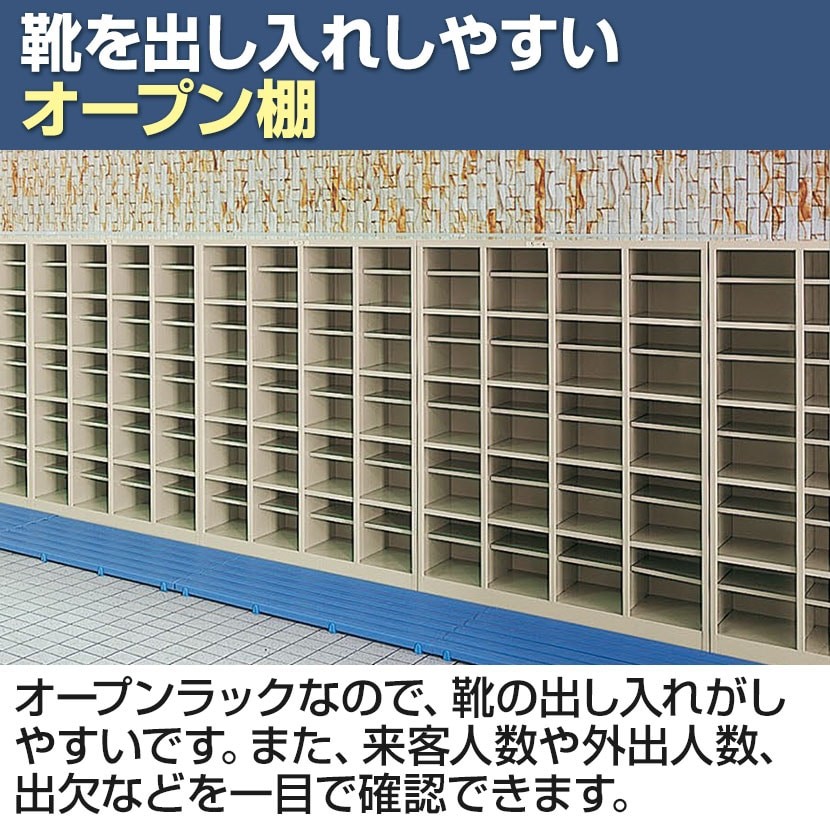 靴を出し入れしやすい
オープン棚
オープンラックなので、靴の出し入れがし
やすいです。また、来客人数や外出人数、
出欠などを一目で確認できます。